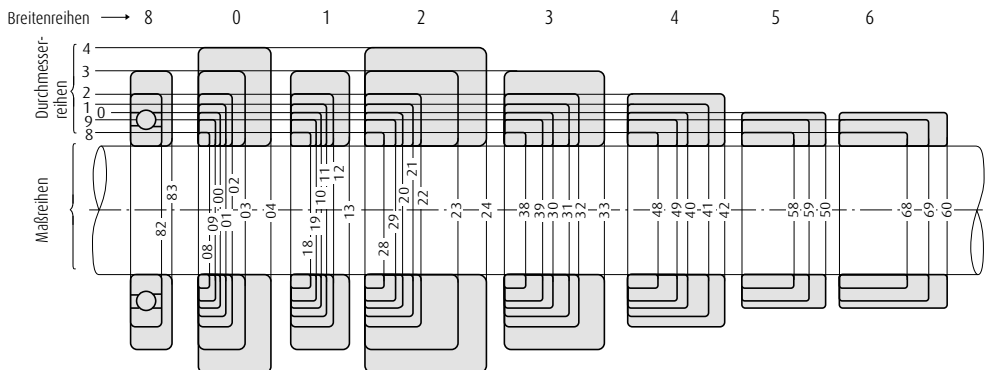 Breitenreihen → 8 0 1 2 3 4 5 6
Durchmesser-
reihen
4
3
2
1
0
9
8
Maßreihen
82 83
08 09 00 01 02 03 04
18 19 10 11 12 13
28 29 20 21 22 23 24
38 39 30 31 32 33
48 49 40 41 42
58 59 50
68 69 60